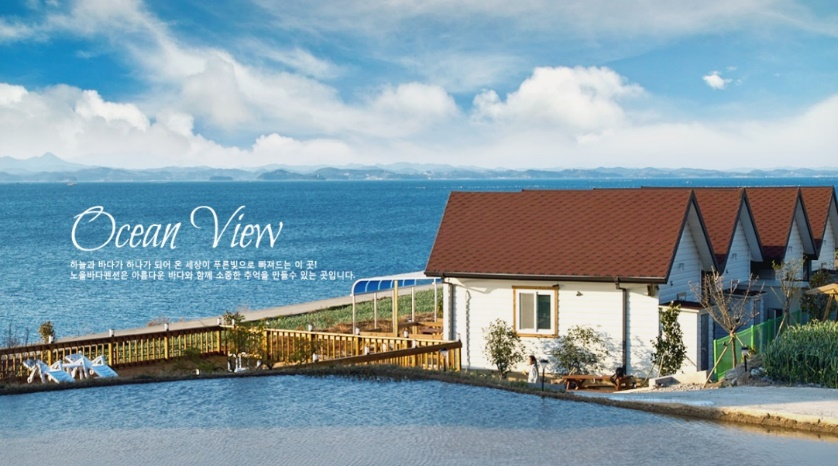 Ocean View
하늘과 바다가 하나가 되어 온 세상이 푸른빛으로 빠져드는 이 곳!
노을바다펜션은 아름다운 바다와 함께 소중한 추억을 만들수 있는 곳입니다.